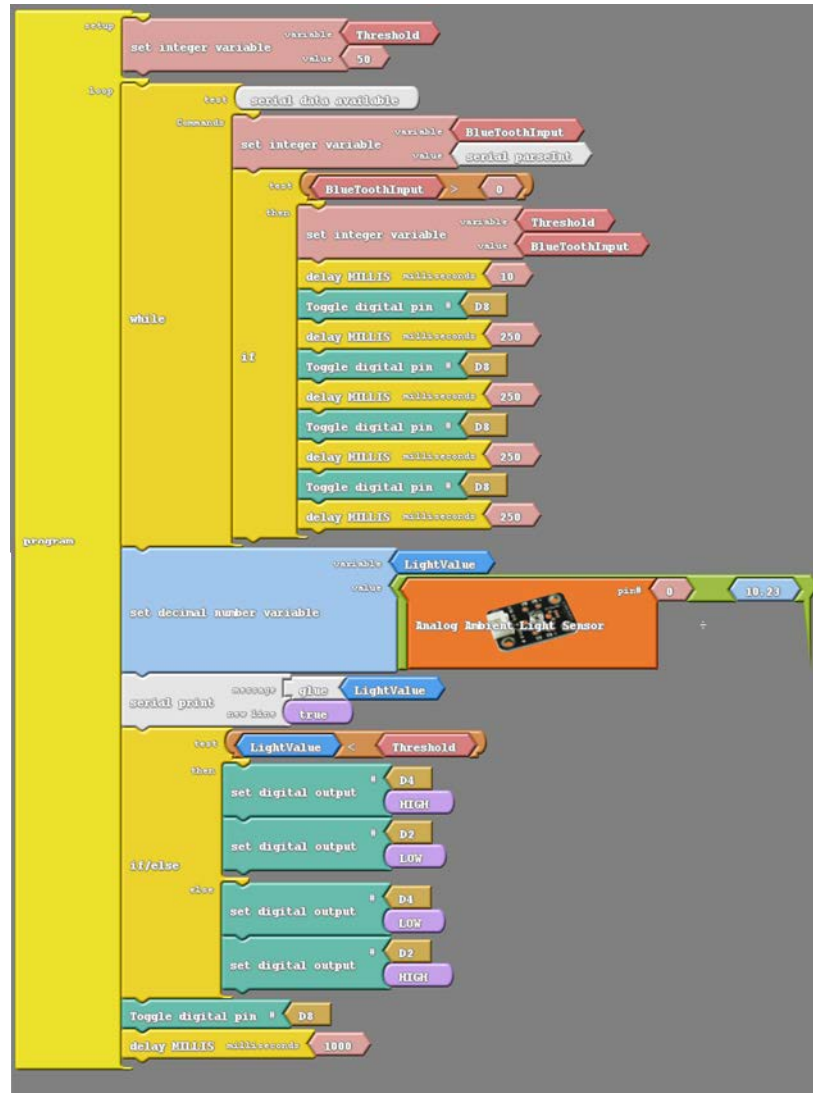 setup
variable Threshold
set integer variable
value 50
loop
test serial data available
Commands
variable BlueToothInput
set integer variable
value serial parseInt
test BlueToothInput > 0
then
variable Threshold
set integer variable
value BlueToothInput
delay MILLIS milliseconds 10
Toggle digital pin # D8
while
delay MILLIS milliseconds 250
if
Toggle digital pin # D8
delay MILLIS milliseconds 250
Toggle digital pin # D8
delay MILLIS milliseconds 250
Toggle digital pin # D8
delay MILLIS milliseconds 250
program
variable LightValue
value
pin# 0 10.23
set decimal number variable
Analog Ambient Light Sensor ÷
message glue LightValue
serial print
new line true
test LightValue < Threshold
then
# D4
set digital output
HIGH
# D2
set digital output
LOW
if/else
else
# D4
set digital output
LOW
# D2
set digital output
HIGH
Toggle digital pin # D8
delay MILLIS milliseconds 1000